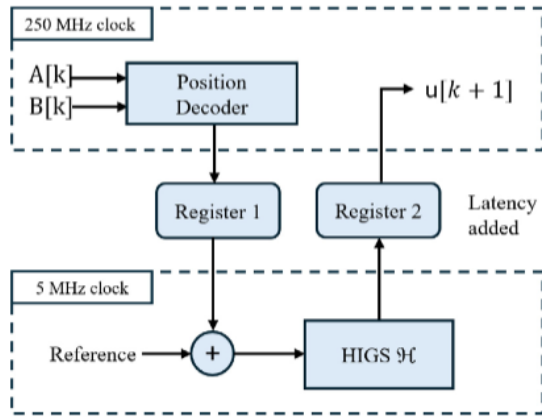 250 MHz clock
A[k]
B[k]
Position
Decoder
u[k + 1]
Register 1
Register 2
Latency
added
5 MHz clock
Reference
+
HIGS ℋ